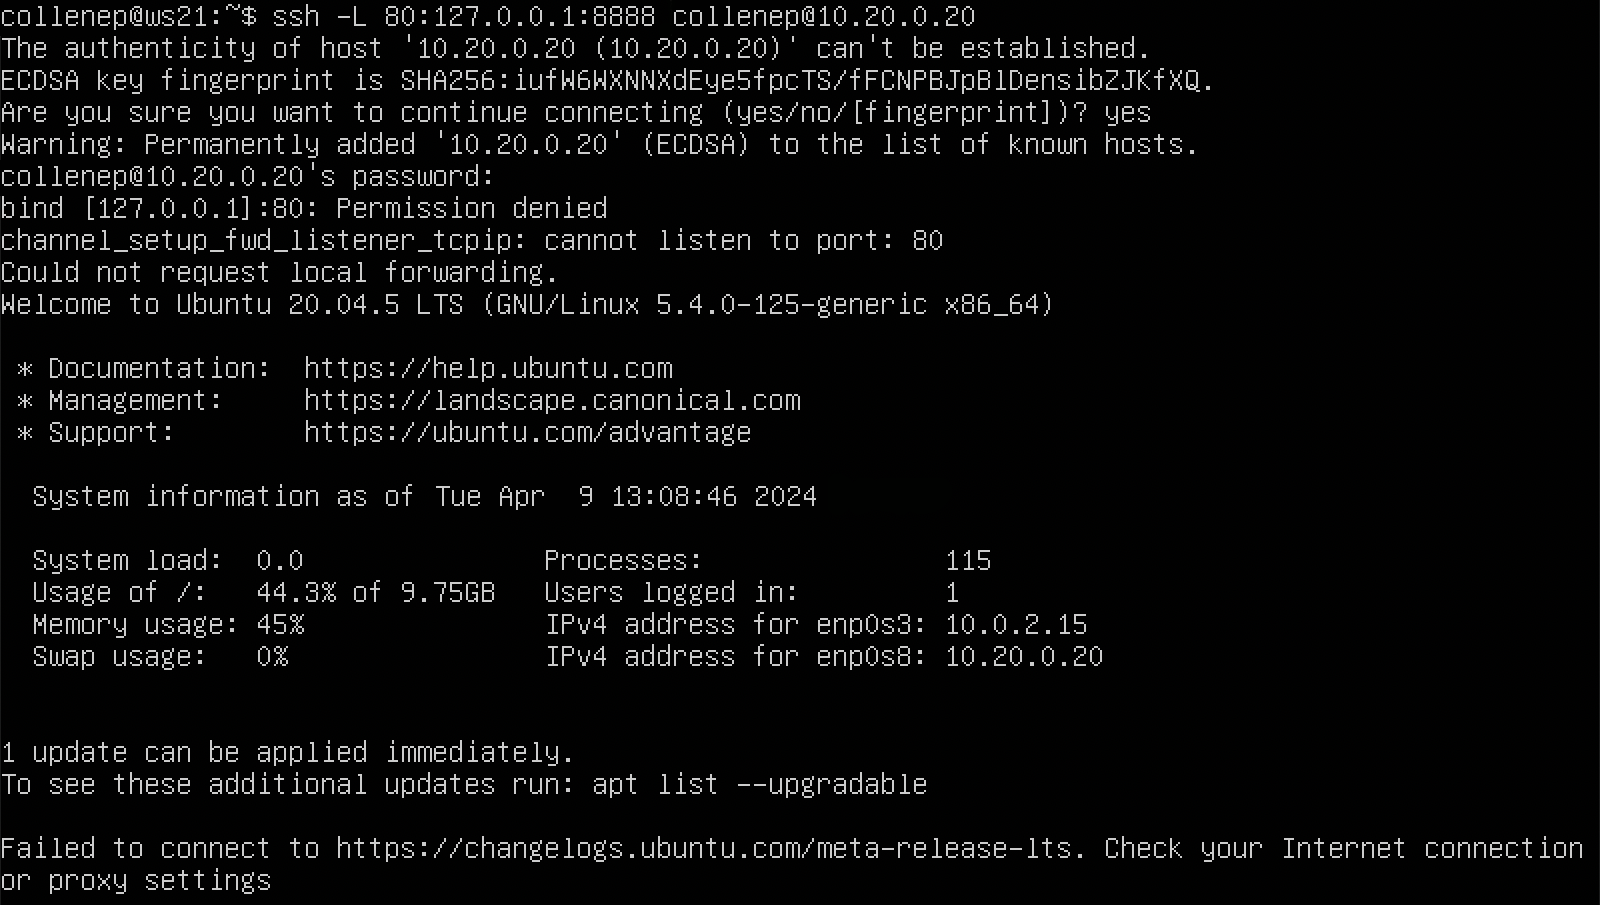 collenep@ws21:~$ ssh -L 80:127.0.0.1:8888 collenep@10.20.0.20
The authenticity of host '10.20.0.20 (10.20.0.20)' can't be established.
ECDSA key fingerprint is SHA256:iufW6WXNNXdEye5fpcTS/fFCNPBJpBlDensibZJKfXQ.
Are you sure you want to continue connecting (yes/no/[fingerprint])? yes
Warning: Permanently added '10.20.0.20' (ECDSA) to the list of known hosts.
collenep@10.20.0.20's password:
bind [127.0.0.1]:80: Permission denied
channel_setup_fwd_listener_tcpip: cannot listen to port: 80
Could not request local forwarding.
Welcome to Ubuntu 20.04.5 LTS (GNU/Linux 5.4.0-125-generic x86_64)
* Documentation: https://help.ubuntu.com
* Management: https://landscape.canonical.com
* Support: https://ubuntu.com/advantage
System information as of Tue Apr 9 13:08:46 2024
System load: 0.0 Processes: 115
Usage of /: 44.3% of 9.75GB Users logged in: 1
Memory usage: 45% IPv4 address for enp0s3: 10.0.2.15
Swap usage: 0% IPv4 address for enp0s8: 10.20.0.20
1 update can be applied immediately.
To see these additional updates run: apt list --upgradable
Failed to connect to https://changelogs.ubuntu.com/meta-release-lts. Check your Internet connection
or proxy settings